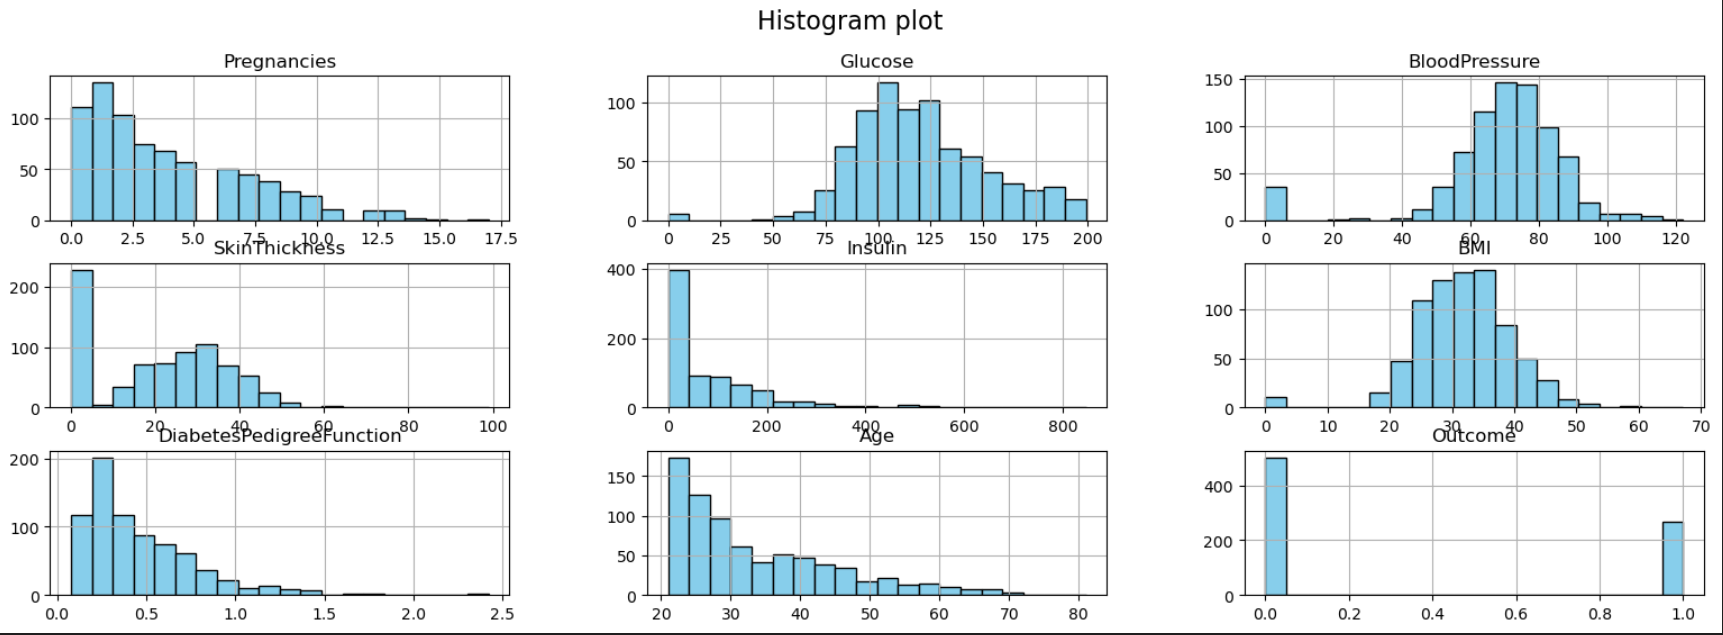 Histogram plot
Pregnancies
100
50
0
0.0 2.5 5.0 7.5 10.0 12.5 15.0 17.5
Glucose
100
50
0
0 25 50 75 100 125 150 175 200
BloodPressure
150
100
50
0
0 20 40 60 80 100 120
SkinThickness
200
100
0
0 20 40 60 80 100
Insulin
400
200
0
0 200 400 600 800
BMI
100
50
0
0 10 20 30 40 50 60 70
DiabetesPedigreeFunction
200
100
0
0.0 0.5 1.0 1.5 2.0 2.5
Age
150
100
50
0
20 30 40 50 60 70 80
Outcome
400
200
0
0.0 0.2 0.4 0.6 0.8 1.0